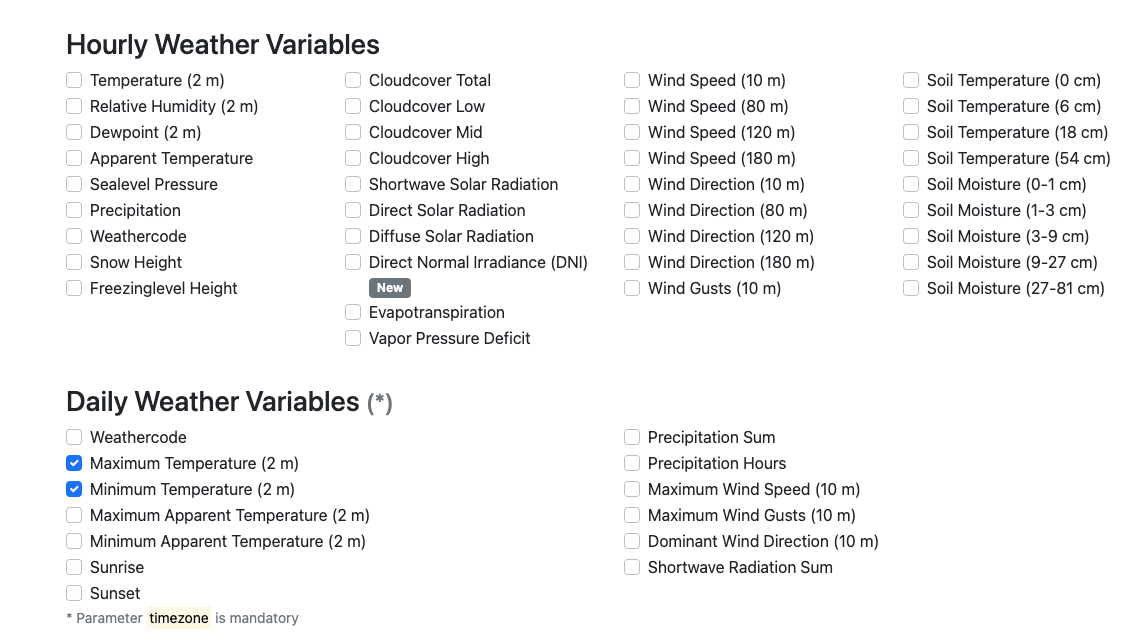 Hourly Weather Variables
Temperature (2 m)
Relative Humidity (2 m)
Dewpoint (2 m)
Apparent Temperature
Sealevel Pressure
Precipitation
Weathercode
Snow Height
Freezinglevel Height
Cloudcover Total
Cloudcover Low
Cloudcover Mid
Cloudcover High
Shortwave Solar Radiation
Direct Solar Radiation
Diffuse Solar Radiation
Direct Normal Irradiance (DNI)
New
Evapotranspiration
Vapor Pressure Deficit
Wind Speed (10 m)
Wind Speed (80 m)
Wind Speed (120 m)
Wind Speed (180 m)
Wind Direction (10 m)
Wind Direction (80 m)
Wind Direction (120 m)
Wind Direction (180 m)
Wind Gusts (10 m)
Soil Temperature (0 cm)
Soil Temperature (6 cm)
Soil Temperature (18 cm)
Soil Temperature (54 cm)
Soil Moisture (0-1 cm)
Soil Moisture (1-3 cm)
Soil Moisture (3-9 cm)
Soil Moisture (9-27 cm)
Soil Moisture (27-81 cm)
Daily Weather Variables (*)
Weathercode
Maximum Temperature (2 m)
Minimum Temperature (2 m)
Maximum Apparent Temperature (2 m)
Minimum Apparent Temperature (2 m)
Sunrise
Sunset
Precipitation Sum
Precipitation Hours
Maximum Wind Speed (10 m)
Maximum Wind Gusts (10 m)
Dominant Wind Direction (10 m)
Shortwave Radiation Sum
* Parameter timezone is mandatory